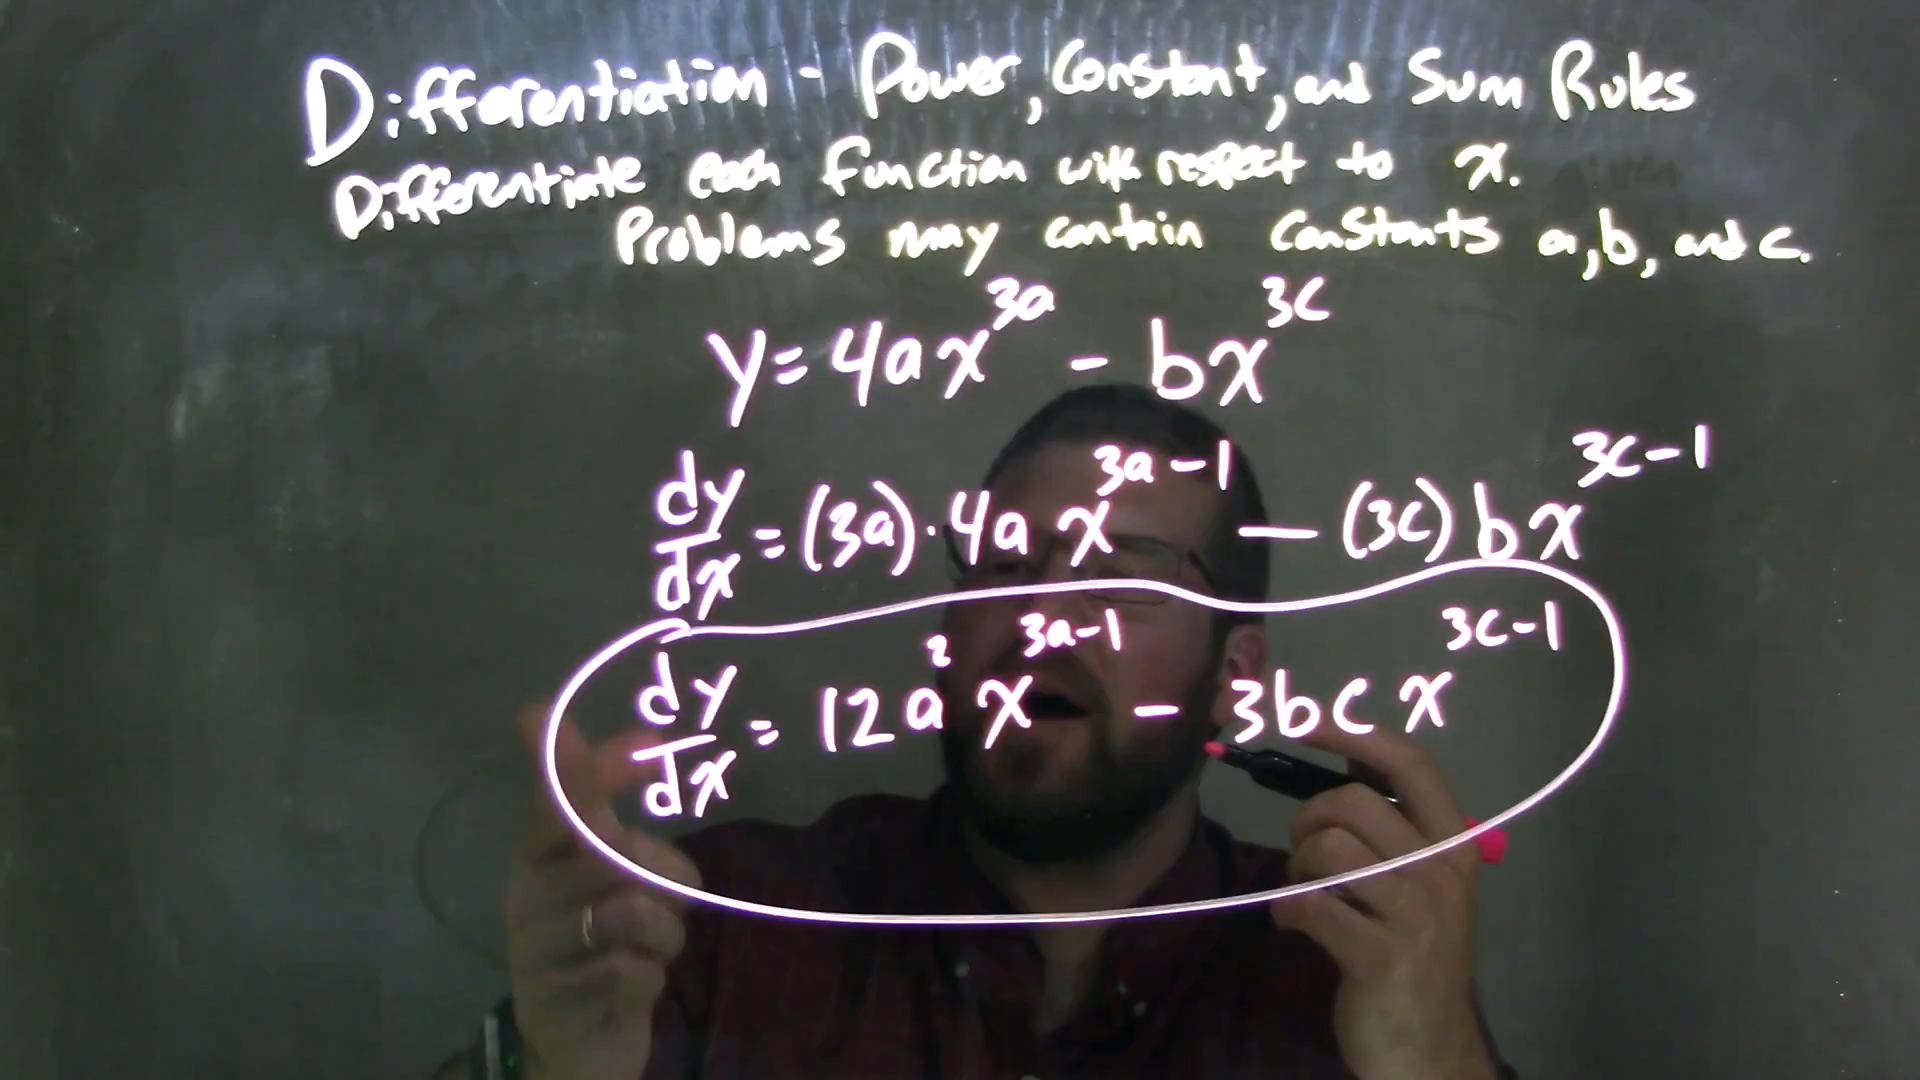 Differentiation - Power, Constant, and Sum Rules
Differentiate each function with respect to x.
Problems may contain constants a, b, and c.
y = 4ax^{3a} - bx^{3c}
dy/dx = (3a)·4ax^{3a-1} - (3c)bx^{3c-1}
dy/dx = 12a^2x^{3a-1} - 3bcx^{3c-1}